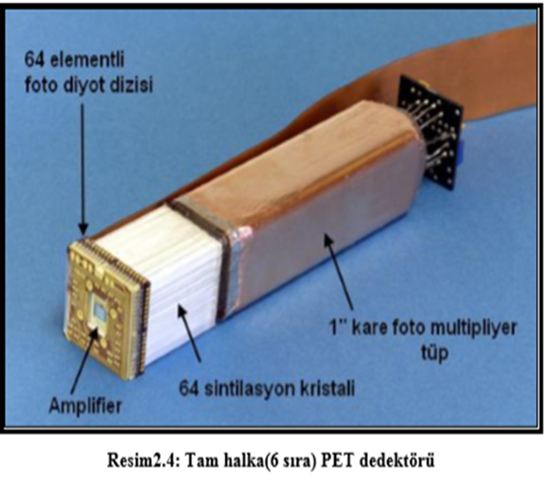 64 elementli
foto diyot dizisi
1" kare foto multipliyer
tüp
64 sintilasyon kristali
Amplifier
Resim2.4: Tam halka(6 sıra) PET dedektörü